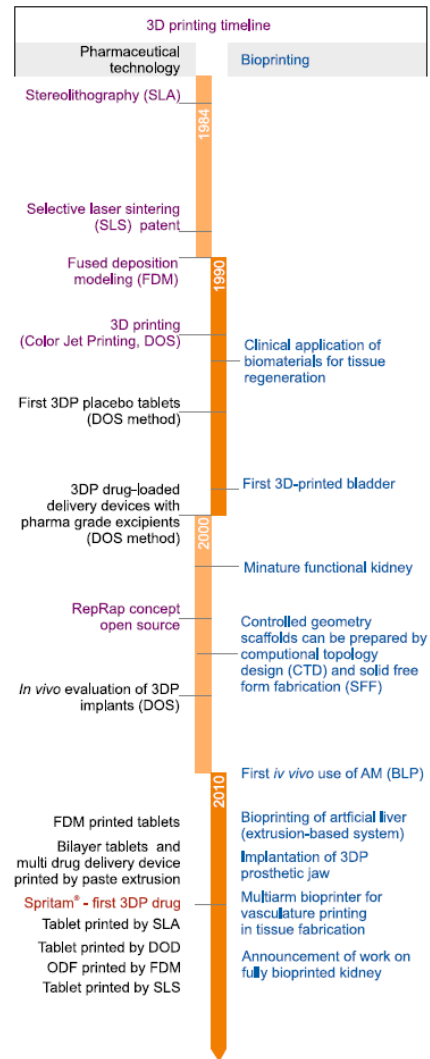 3D printing timeline
Pharmaceutical
technology
Bioprinting
Stereolithography (SLA)
1984
Selective laser sintering
(SLS) patent
Fused deposition
modeling (FDM)
1990
3D printing
(Color Jet Printing, DOS)
Clinical application of
biomaterials for tissue
regeneration
First 3DP placebo tablets
(DOS method)
First 3D-printed bladder
3DP drug-loaded
delivery devices with
pharma grade excipients
(DOS method)
2000
Minature functional kidney
RepRap concept
open source
Controlled geometry
scaffolds can be prepared by
computional topology
design (CTD) and solid free
form fabrication (SFF)
In vivo evaluation of 3DP
implants (DOS)
First iv vivo use of AM (BLP)
2010
FDM printed tablets
Bioprinting of artficial liver
(extrusion-based system)
Bilayer tablets and
multi drug delivery device
printed by paste extrusion
Implantation of 3DP
prosthetic jaw
Spritam® - first 3DP drug
Multiarm bioprinter for
vasculature printing
in tissue fabrication
Tablet printed by SLA
Tablet printed by DOD
ODF printed by FDM
Tablet printed by SLS
Announcement of work on
fully bioprinted kidney